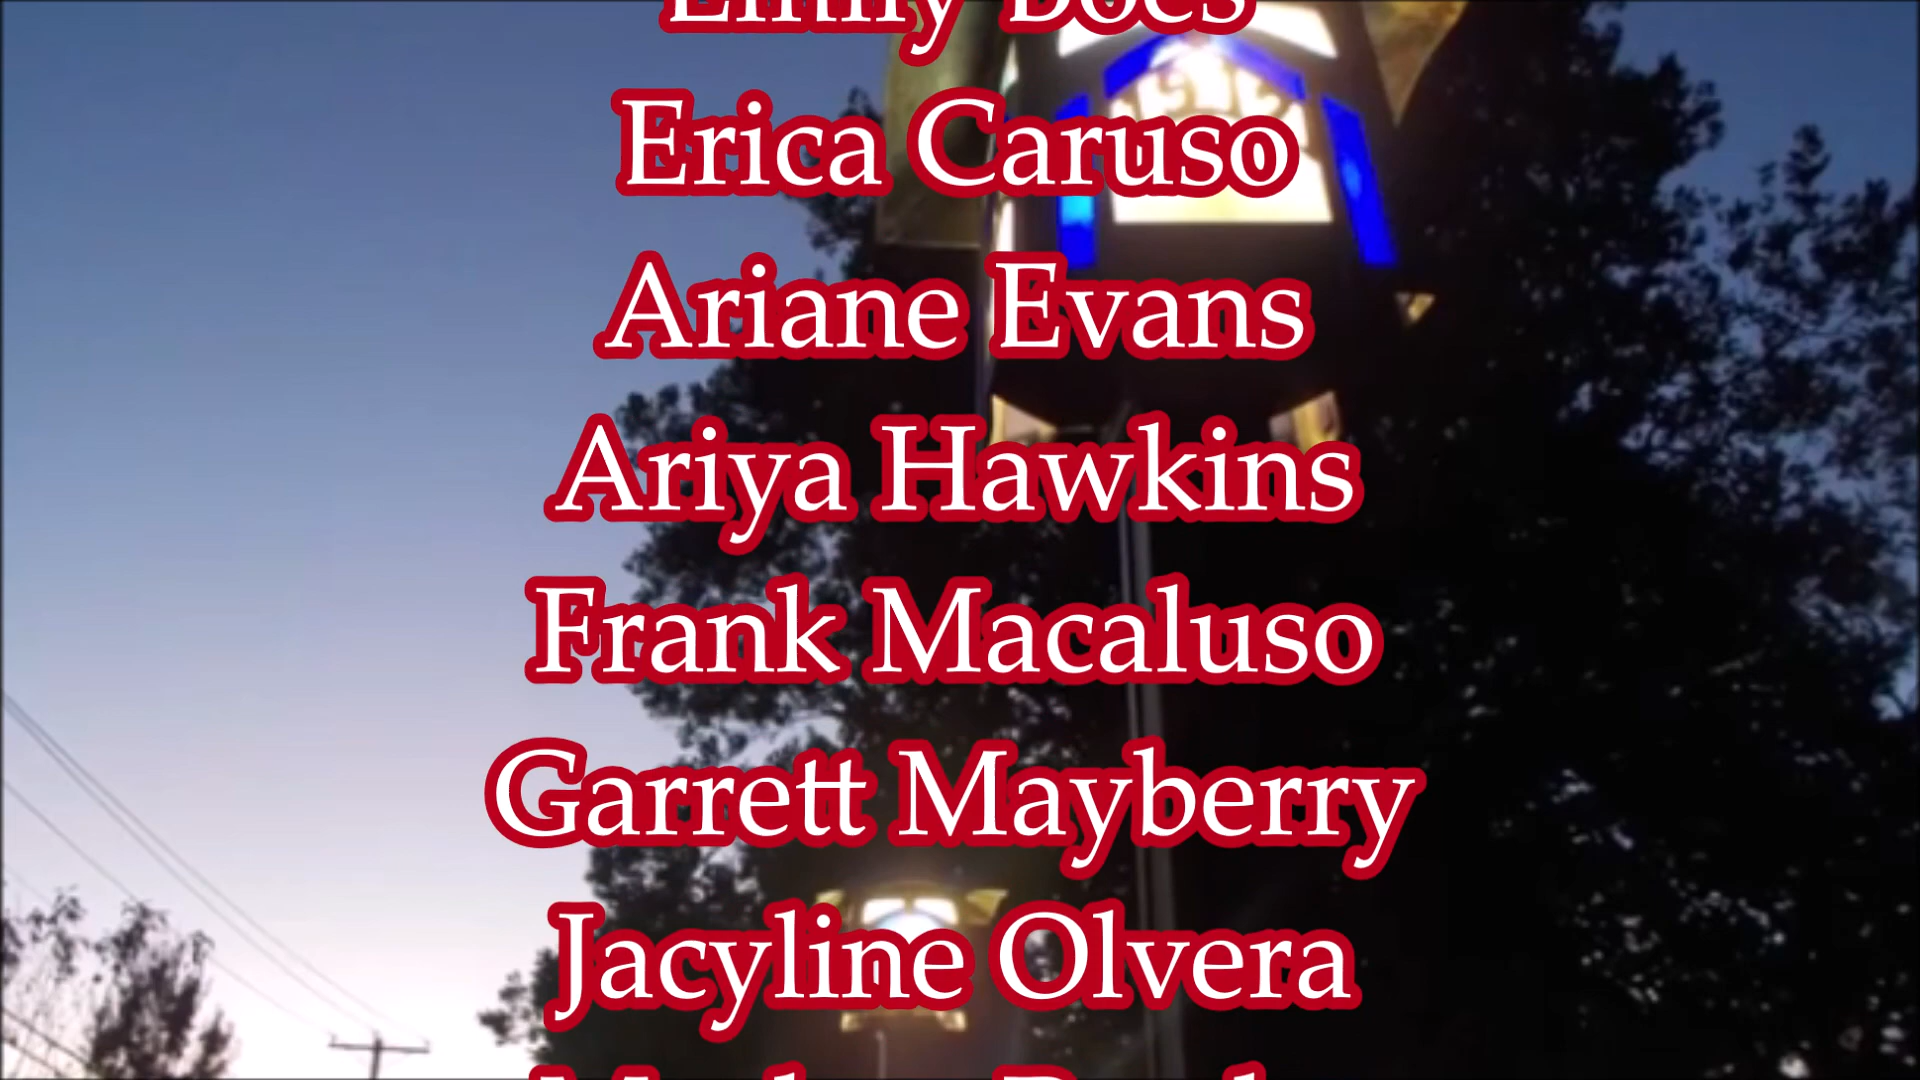 Erica Caruso
Ariane Evans
Ariya Hawkins
Frank Macaluso
Garrett Mayberry
Jacyline Olvera